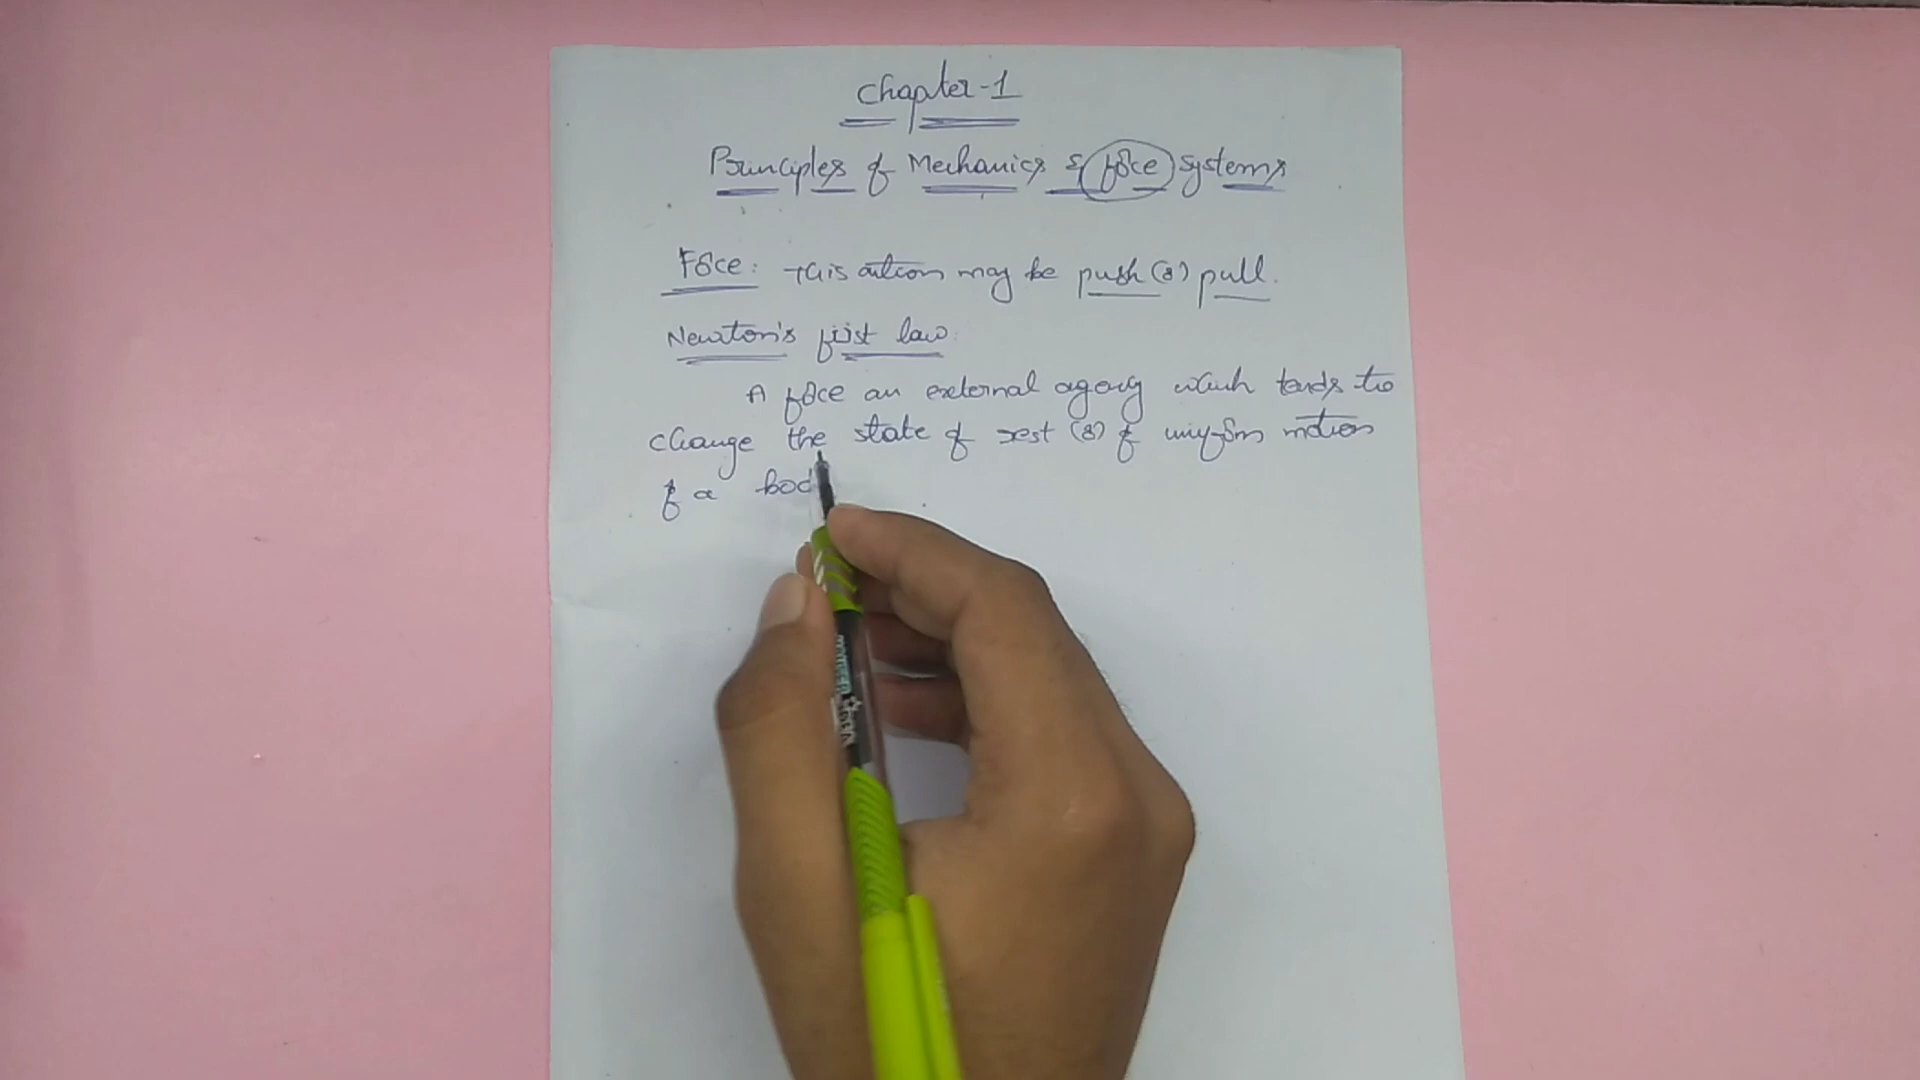 Chapter-1
Principles of Mechanics & force systems
Force: This action may be push (or) pull.
Newton's first law:
A force an external agency which tends to
change the state of rest (or) of uniform motion
of a bod